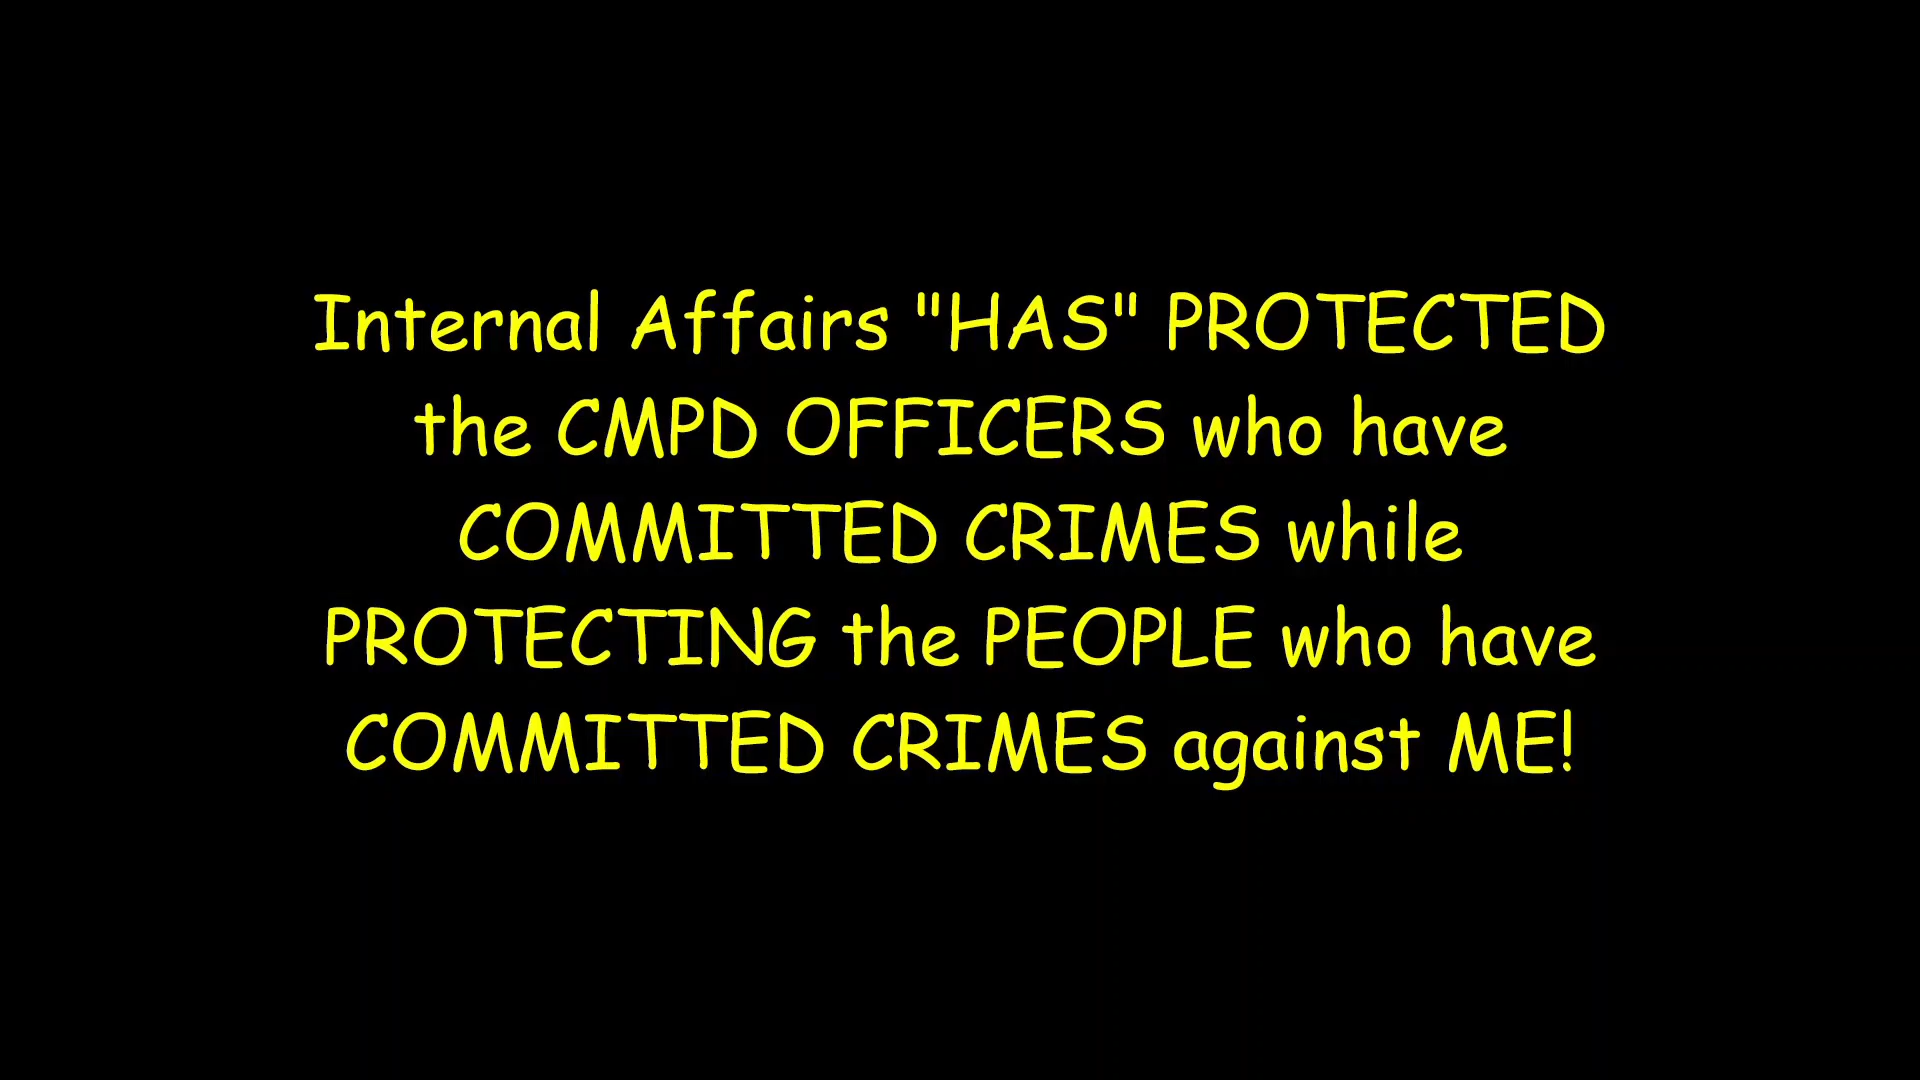 Internal Affairs "HAS" PROTECTED
the CMPD OFFICERS who have
COMMITTED CRIMES while
PROTECTING the PEOPLE who have
COMMITTED CRIMES against ME!